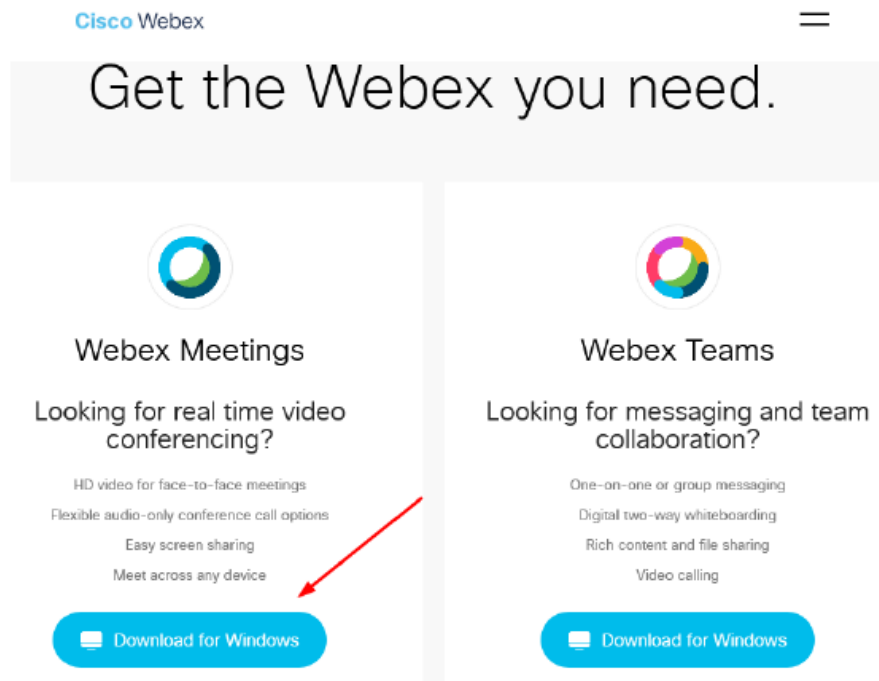 Cisco Webex
Get the Webex you need.
Webex Meetings
Looking for real time video
conferencing?
HD video for face-to-face meetings
Flexible audio-only conference call options
Easy screen sharing
Meet across any device
Download for Windows
Webex Teams
Looking for messaging and team
collaboration?
One-on-one or group messaging
Digital two-way whiteboarding
Rich content and file sharing
Video calling
Download for Windows